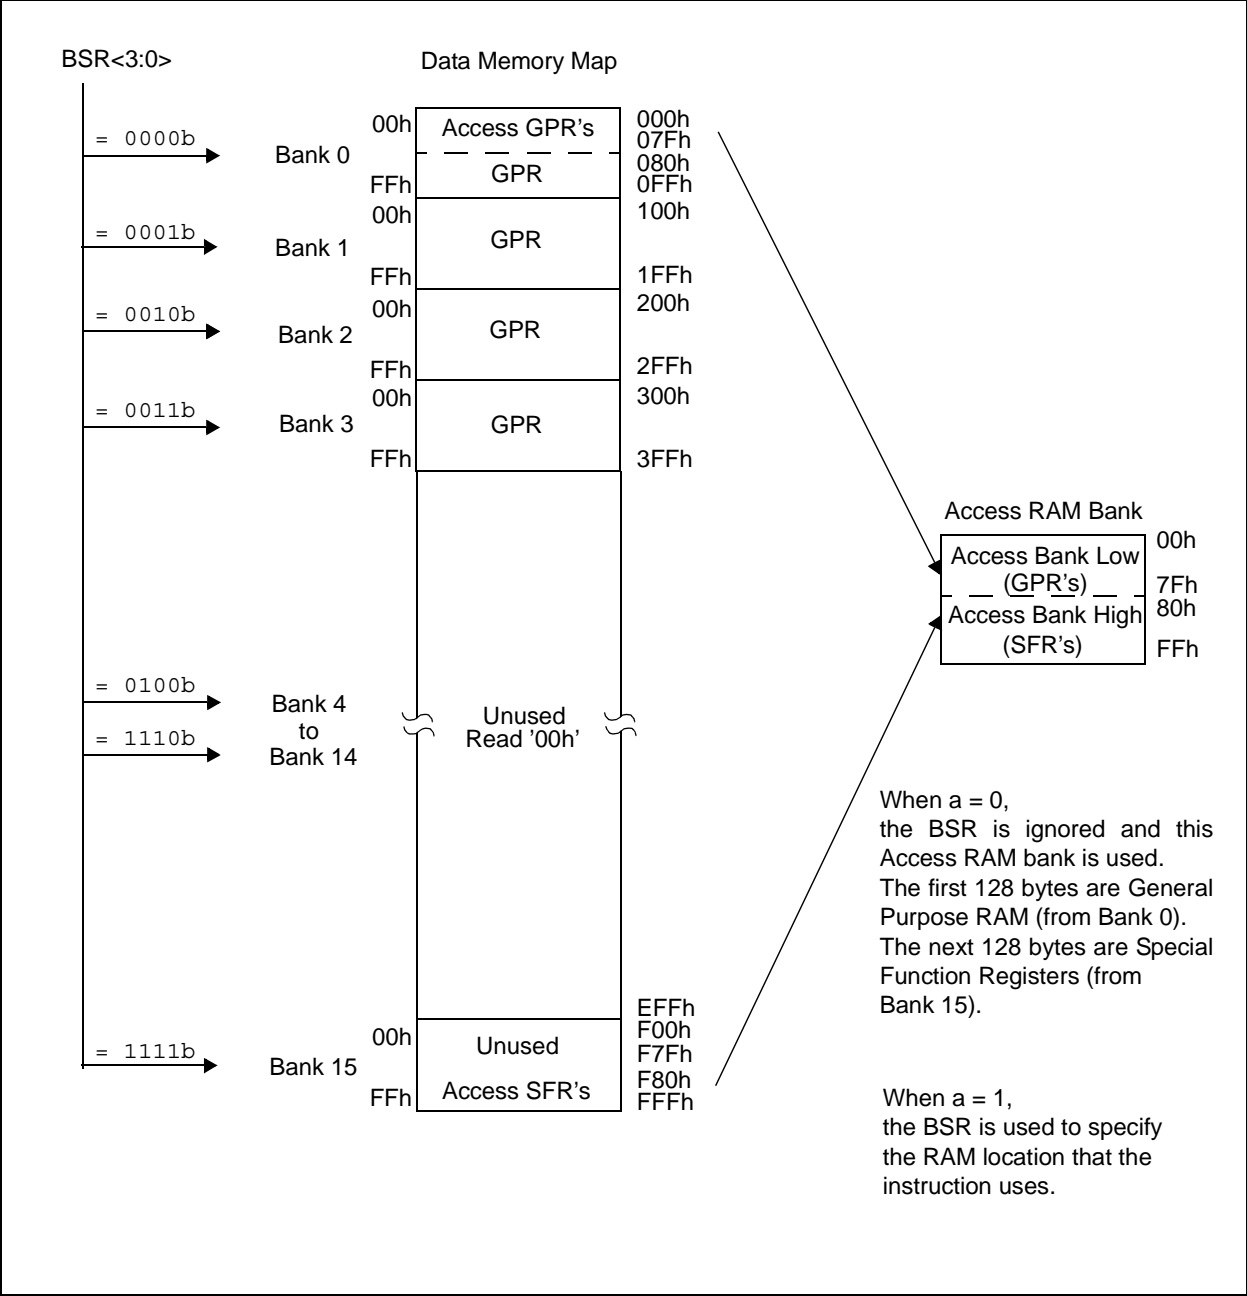 BSR<3:0>
Data Memory Map
= 0000b
Bank 0
00h
Access GPR's
000h
07Fh
FFh
GPR
080h
0FFh
= 0001b
Bank 1
00h
GPR
100h
FFh
1FFh
= 0010b
Bank 2
00h
GPR
200h
FFh
2FFh
= 0011b
Bank 3
00h
GPR
300h
FFh
3FFh
Access RAM Bank
Access Bank Low
(GPR's)
00h
7Fh
Access Bank High
(SFR's)
80h
FFh
= 0100b
= 1110b
Bank 4
to
Bank 14
Unused
Read '00h'
When a = 0,
the BSR is ignored and this
Access RAM bank is used.
The first 128 bytes are General
Purpose RAM (from Bank 0).
The next 128 bytes are Special
Function Registers (from
Bank 15).
EFFh
= 1111b
Bank 15
00h
Unused
F00h
F7Fh
FFh
Access SFR's
F80h
FFFh
When a = 1,
the BSR is used to specify
the RAM location that the
instruction uses.